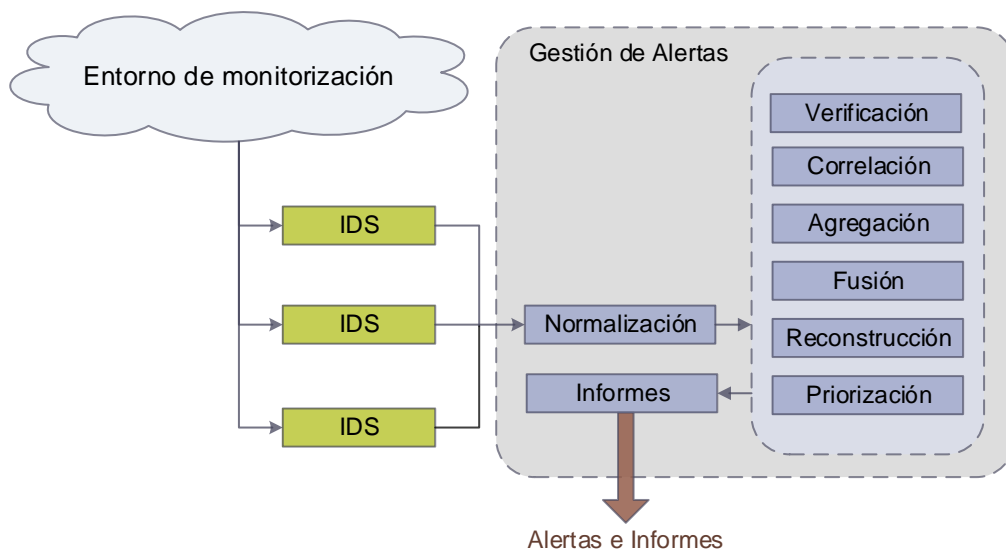 Entorno de monitorización
Gestión de Alertas
Verificación
Correlación
Agregación
Fusión
Reconstrucción
Priorización
IDS
IDS
IDS
Normalización
Informes
Alertas e Informes